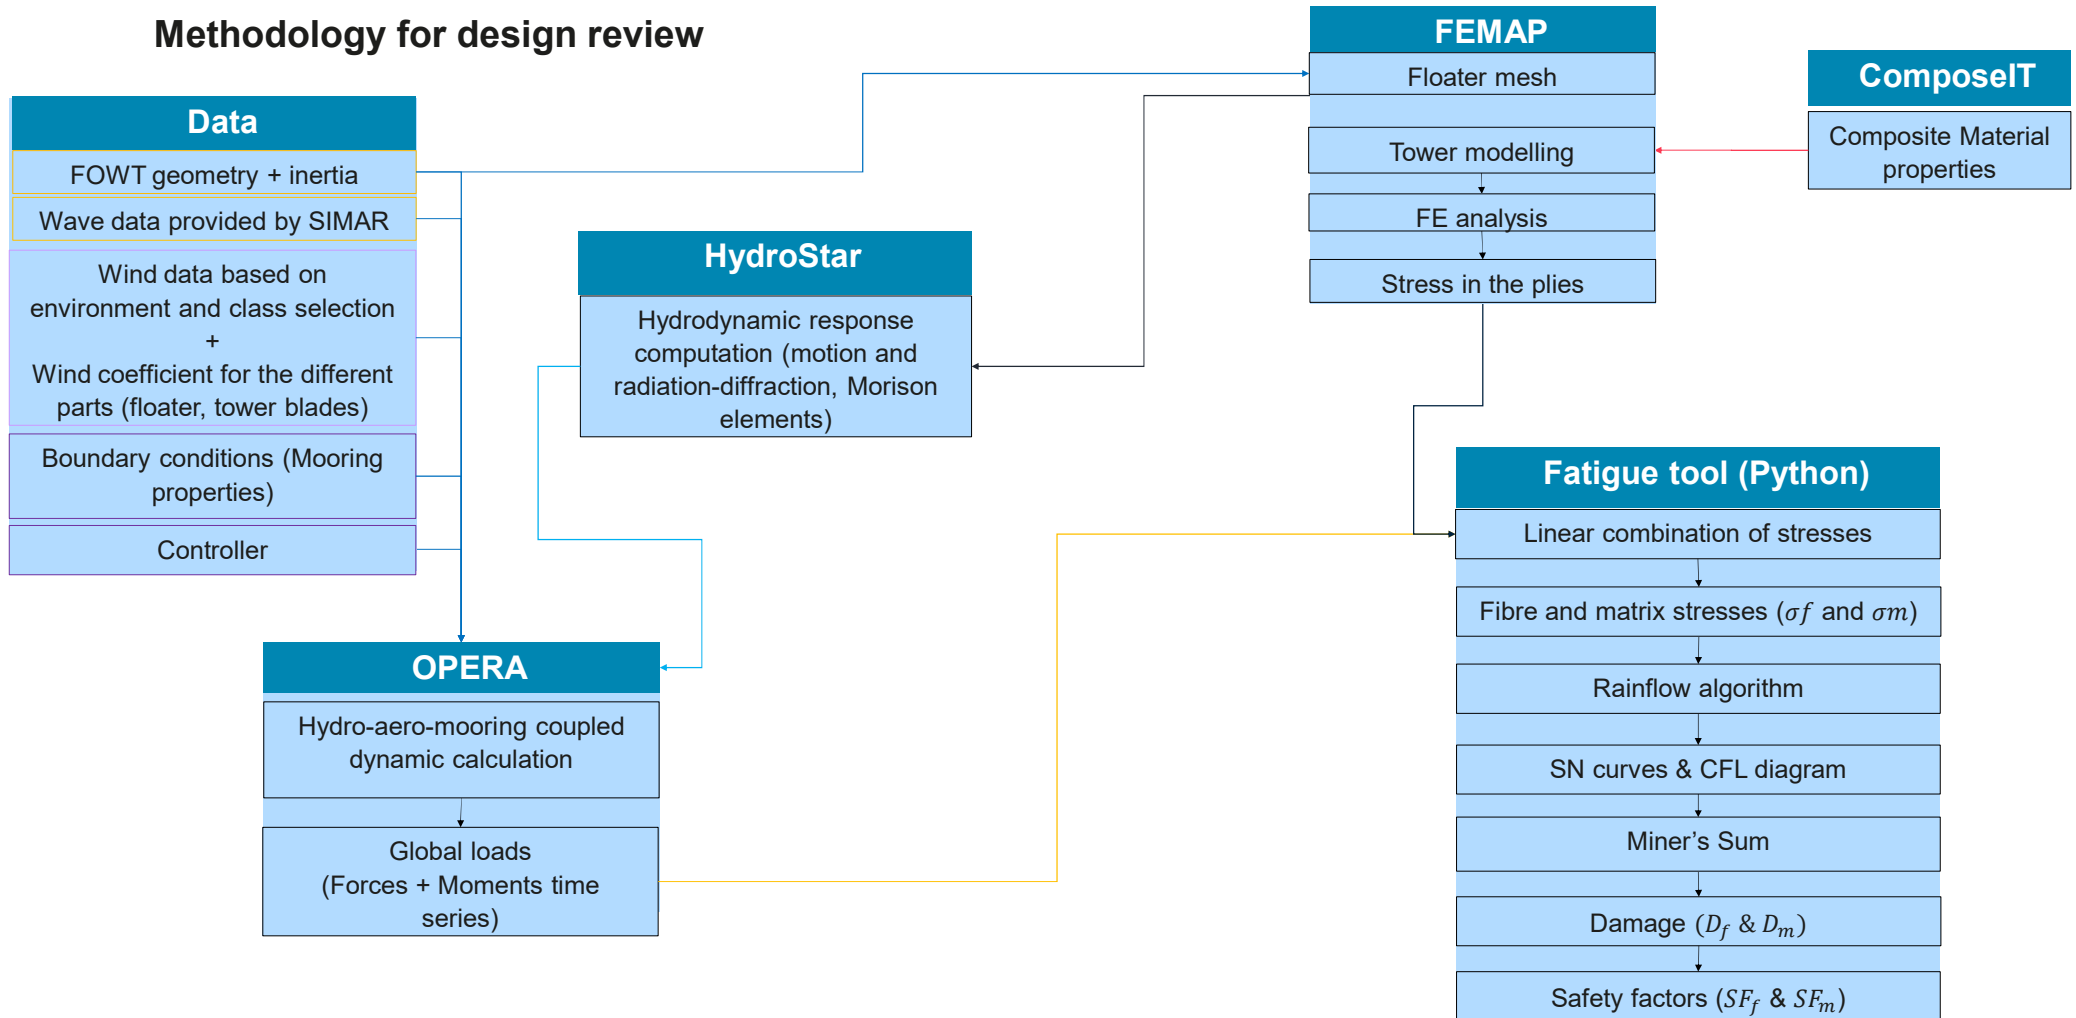 Methodology for design review
Data
FOWT geometry + inertia
Wave data provided by SIMAR
Wind data based on
environment and class selection
+
Wind coefficient for the different
parts (floater, tower blades)
Boundary conditions (Mooring
properties)
Controller
HydroStar
Hydrodynamic response
computation (motion and
radiation-diffraction, Morison
elements)
OPERA
Hydro-aero-mooring coupled
dynamic calculation
Global loads
(Forces + Moments time
series)
FEMAP
Floater mesh
Tower modelling
FE analysis
Stress in the plies
ComposeIT
Composite Material
properties
Fatigue tool (Python)
Linear combination of stresses
Fibre and matrix stresses (σf and σm)
Rainflow algorithm
SN curves & CFL diagram
Miner’s Sum
Damage (D_f & D_m)
Safety factors (SF_f & SF_m)